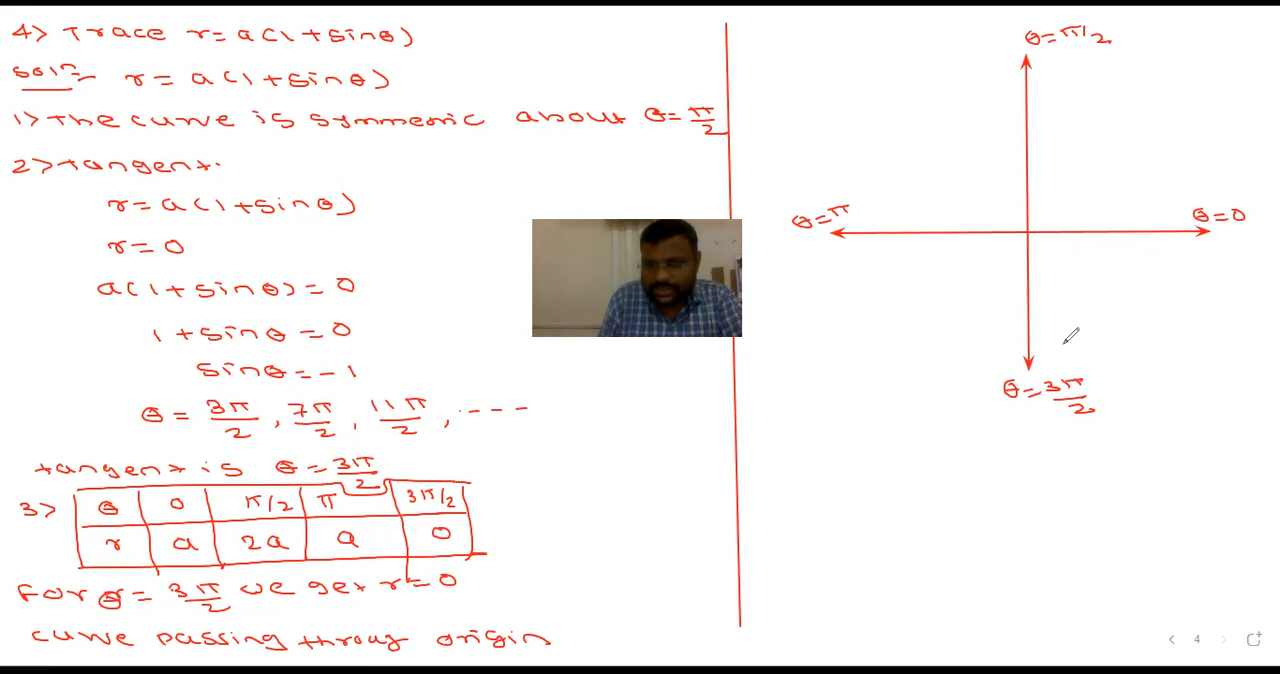 4> Trace r=a(1+sinθ)
Sol? r=a(1+sinθ)
1> The curve is symmetric about θ=π/2
2> tangent.
r=a(1+sinθ)
r=0
a(1+sinθ)=0
1+sinθ=0
sinθ=-1
θ = 3π/2, 7π/2, 11π/2, ----
tangent is θ=3π/2
3> θ 0 π/2 π 3π/2
r a 2a a 0
For θ= 3π/2 we get r=0
curve passing throug origin
θ=π/2
θ=π
θ=0
θ=3π/2
4